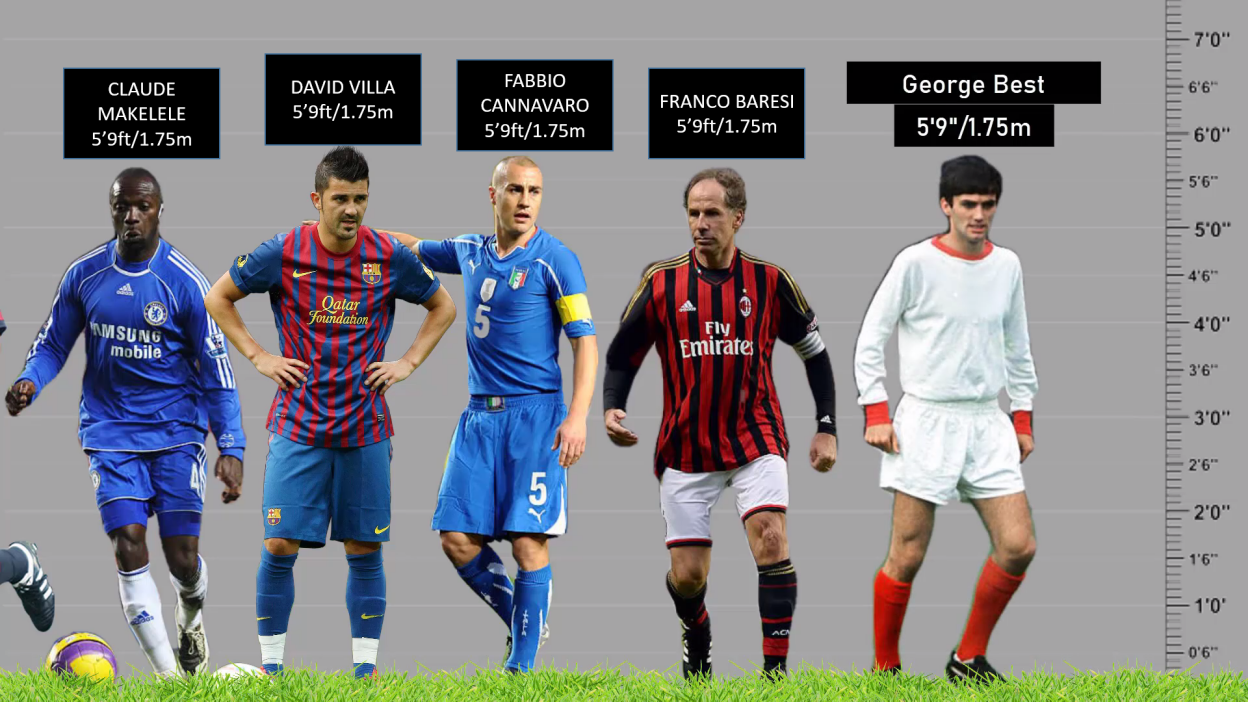 CLAUDE
MAKELELE
5’9ft/1.75m
DAVID VILLA
5’9ft/1.75m
FABBIO
CANNAVARO
5’9ft/1.75m
FRANCO BARESI
5’9ft/1.75m
George Best
5'9"/1.75m
7'0"
6'6"
6'0"
5'6"
5'0"
4'6"
4'0"
3'6"
3'0"
2'6"
2'0"
1'6"
1'0'
0'6"
SAMSUNG
mobile
4
Qatar
Foundation
5
5
ITALIA
Fly
Emirates